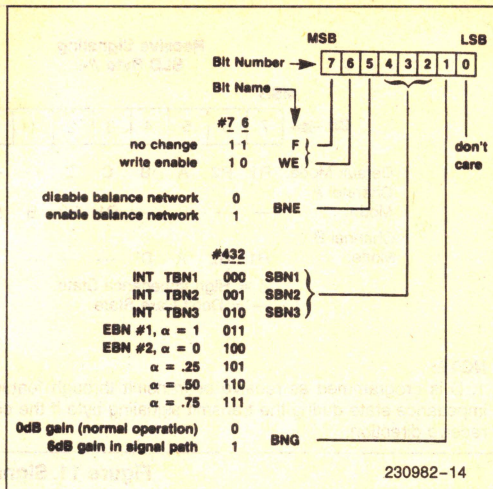 MSB LSB
Bit Number 7 6 5 4 3 2 1 0
Bit Name
#7 6
no change 1 1 F
write enable 1 0 WE
don't
care
disable balance network 0
enable balance network 1 BNE
#432
INT TBN1 000 SBN1
INT TBN2 001 SBN2
INT TBN3 010 SBN3
EBN #1, α = 1 011
EBN #2, α = 0 100
α = .25 101
α = .50 110
α = .75 111
0dB gain (normal operation) 0
6dB gain in signal path 1 BNG
230982-14